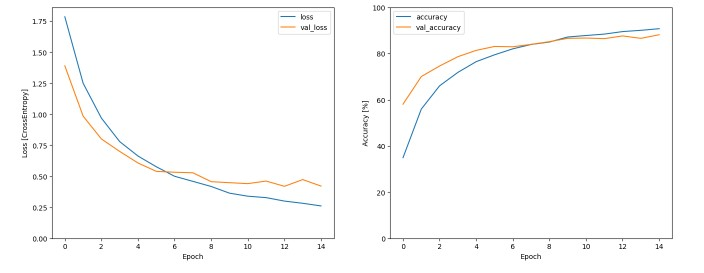 loss
val_loss
1.75
1.50
1.25
1.00
0.75
0.50
0.25
0.00
Loss [CrossEntropy]
0 2 4 6 8 10 12 14
Epoch
accuracy
val_accuracy
100
80
60
40
20
0
Accuracy [%]
0 2 4 6 8 10 12 14
Epoch